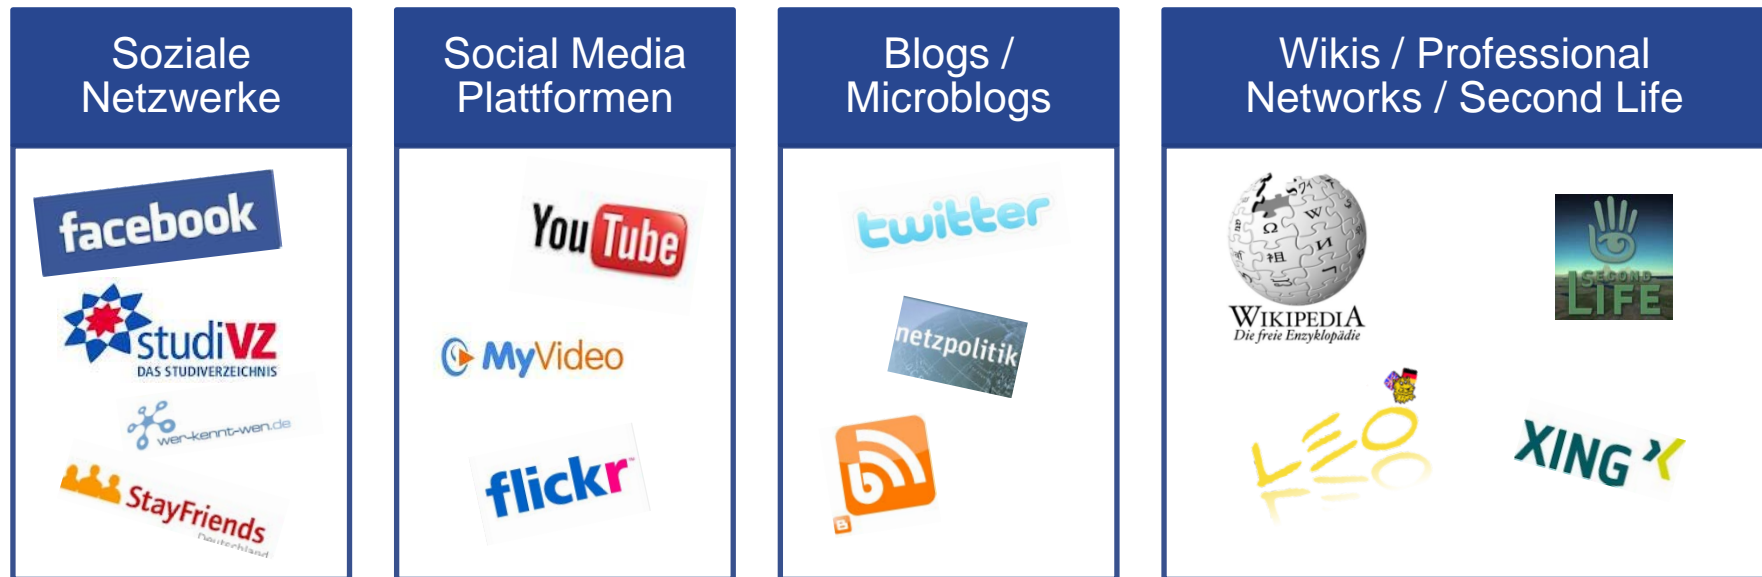 Soziale
Netzwerke
facebook
studiVZ
DAS STUDIVERZEICHNIS
wer-kennt-wen.de
StayFriends
Deutschland
Social Media
Plattformen
YouTube
MyVideo
flickr
Blogs /
Microblogs
twitter
netzpolitik
Wikis / Professional
Networks / Second Life
WIKIPEDIA
Die freie Enzyklopädie
SECOND
LIFE
LEO
XING